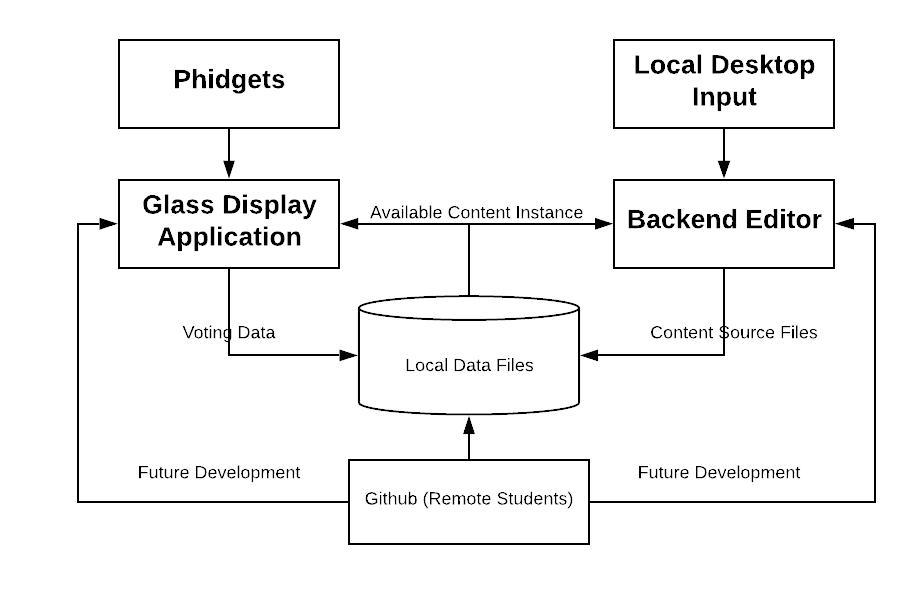 Phidgets
Local Desktop
Input
Glass Display
Application
Available Content Instance
Backend Editor
Voting Data
Content Source Files
Local Data Files
Future Development
Future Development
Github (Remote Students)